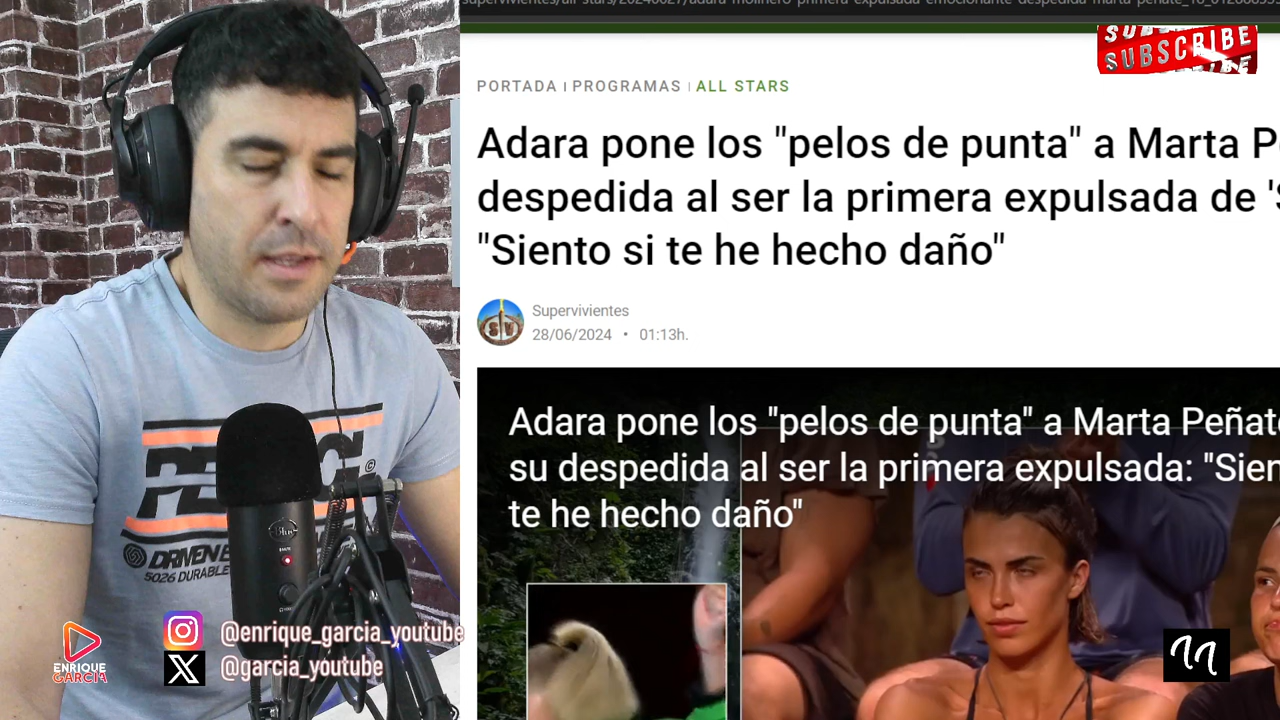 SUBSCRIBE
PORTADA | PROGRAMAS | ALL STARS
Adara pone los "pelos de punta" a Marta P
despedida al ser la primera expulsada de 'S
"Siento si te he hecho daño"
Supervivientes
28/06/2024 • 01:13h.
Adara pone los "pelos de punta" a Marta Peñate
su despedida al ser la primera expulsada: "Sien
te he hecho daño"
SV
DRIVEN
5026 DURABLE
blue
ENRIQUE
GARCIA
@enrique_garcia_youtube
@garcia_youtube